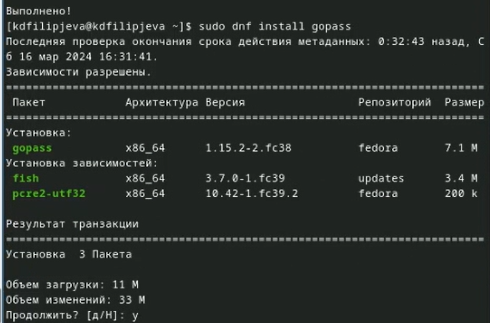 Выполнено!
[kdfilipjeva@kdfilipjeva ~]$ sudo dnf install gopass
Последняя проверка окончания срока действия метаданных: 0:32:43 назад, С
б 16 мар 2024 16:31:41.
Зависимости разрешены.
================================================================================
Пакет Архитектура Версия Репозиторий Размер
================================================================================
Установка:
gopass x86_64 1.15.2-2.fc38 fedora 7.1 M
Установка зависимостей:
fish x86_64 3.7.0-1.fc39 updates 3.4 M
pcre2-utf32 x86_64 10.42-1.fc39.2 fedora 200 k

Результат транзакции
================================================================================
Установка  3 Пакета

Объем загрузки: 11 M
Объем изменений: 33 M
Продолжить? [д/Н]: y